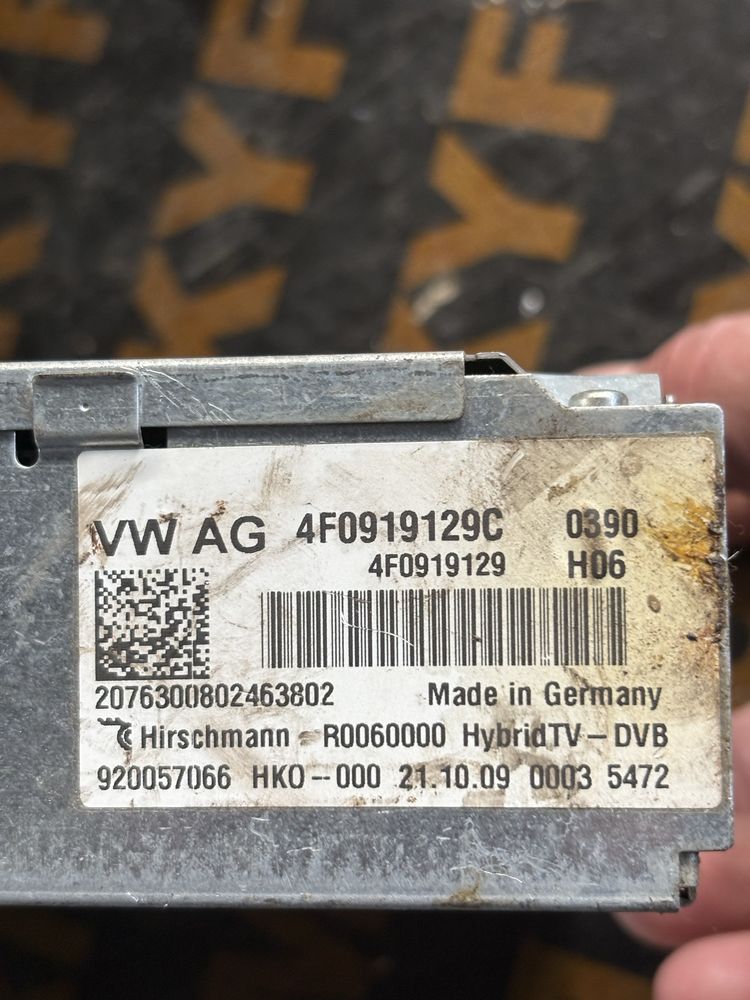 VW AG 4F0919129C 0390
4F0919129 H06
2076300802463802 Made in Germany
Hirschmann R0060000 HybridTV-DVB
920057066 HK0-000 21.10.09 0003 5472